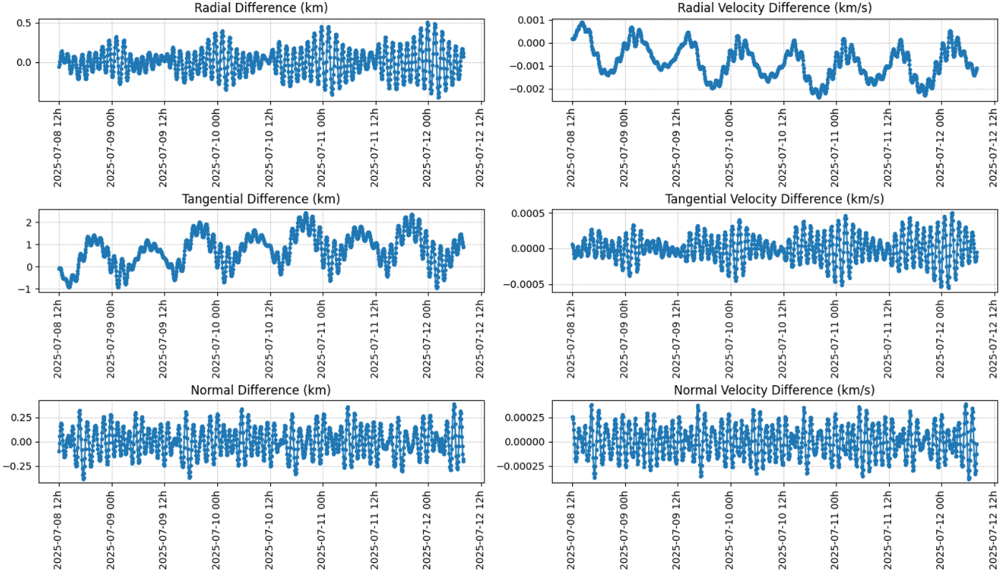 Radial Difference (km)
0.5
0.0
2025-07-08 12h
2025-07-09 00h
2025-07-09 12h
2025-07-10 00h
2025-07-10 12h
2025-07-11 00h
2025-07-11 12h
2025-07-12 00h
2025-07-12 12h
Radial Velocity Difference (km/s)
0.001
0.000
−0.001
−0.002
2025-07-08 12h
2025-07-09 00h
2025-07-09 12h
2025-07-10 00h
2025-07-10 12h
2025-07-11 00h
2025-07-11 12h
2025-07-12 00h
2025-07-12 12h
Tangential Difference (km)
2
1
0
−1
2025-07-08 12h
2025-07-09 00h
2025-07-09 12h
2025-07-10 00h
2025-07-10 12h
2025-07-11 00h
2025-07-11 12h
2025-07-12 00h
2025-07-12 12h
Tangential Velocity Difference (km/s)
0.0005
0.0000
−0.0005
2025-07-08 12h
2025-07-09 00h
2025-07-09 12h
2025-07-10 00h
2025-07-10 12h
2025-07-11 00h
2025-07-11 12h
2025-07-12 00h
2025-07-12 12h
Normal Difference (km)
0.25
0.00
−0.25
2025-07-08 12h
2025-07-09 00h
2025-07-09 12h
2025-07-10 00h
2025-07-10 12h
2025-07-11 00h
2025-07-11 12h
2025-07-12 00h
2025-07-12 12h
Normal Velocity Difference (km/s)
0.00025
0.00000
−0.00025
2025-07-08 12h
2025-07-09 00h
2025-07-09 12h
2025-07-10 00h
2025-07-10 12h
2025-07-11 00h
2025-07-11 12h
2025-07-12 00h
2025-07-12 12h